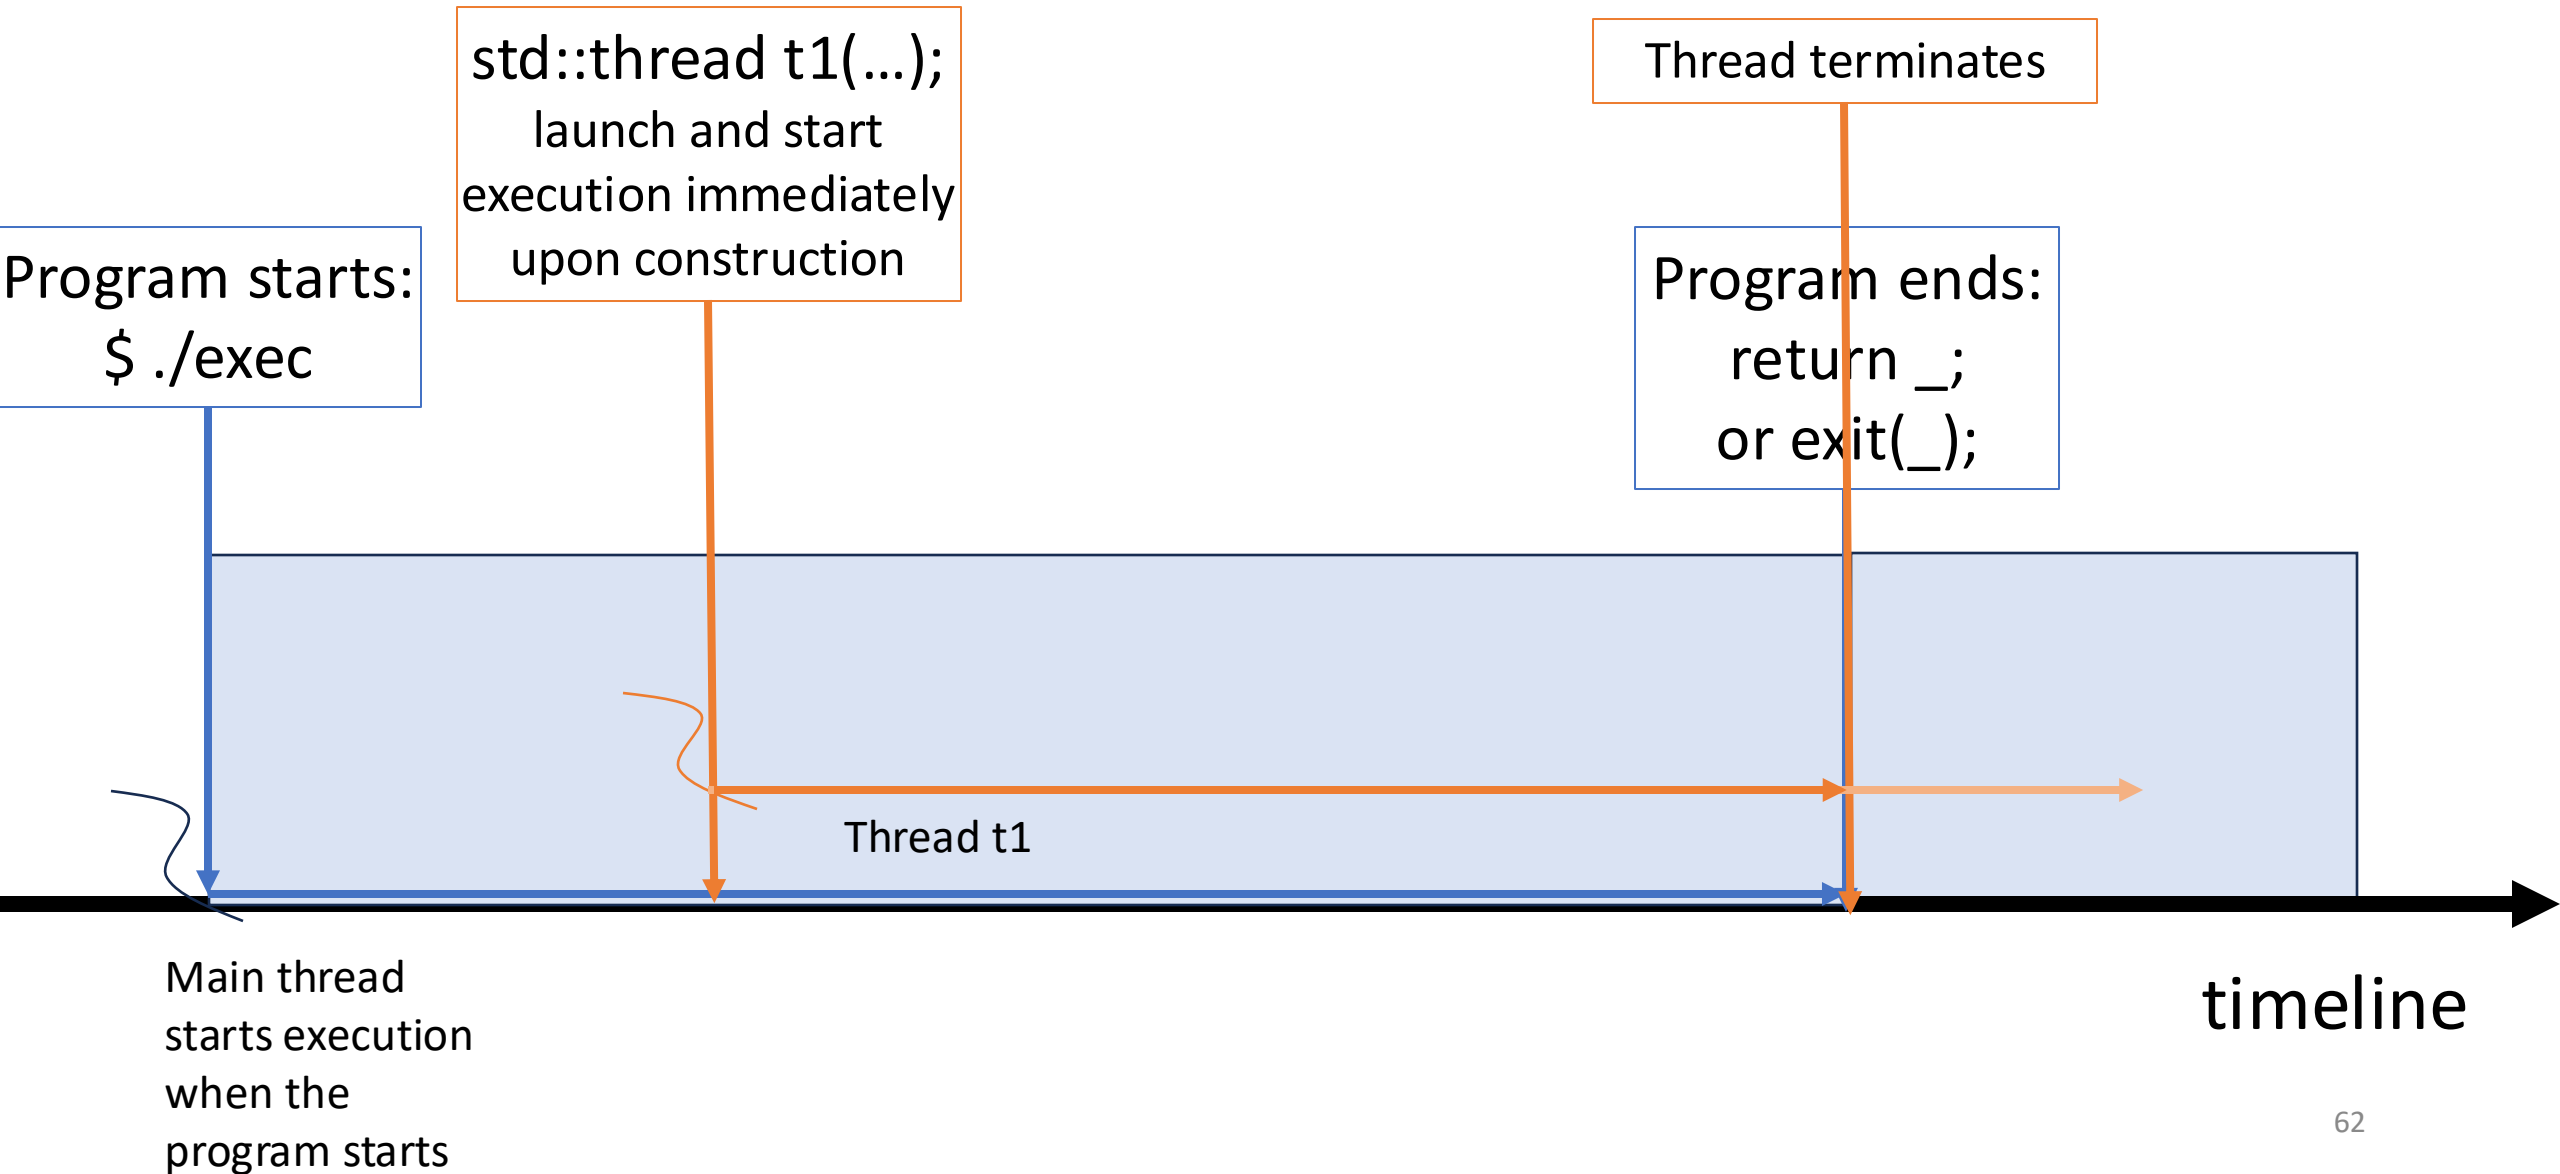 std::thread t1(…);
launch and start
execution immediately
upon construction
Thread terminates
Program starts:
$ ./exec
Program ends:
return _;
or exit(_);
Thread t1
Main thread
starts execution
when the
program starts
timeline
62